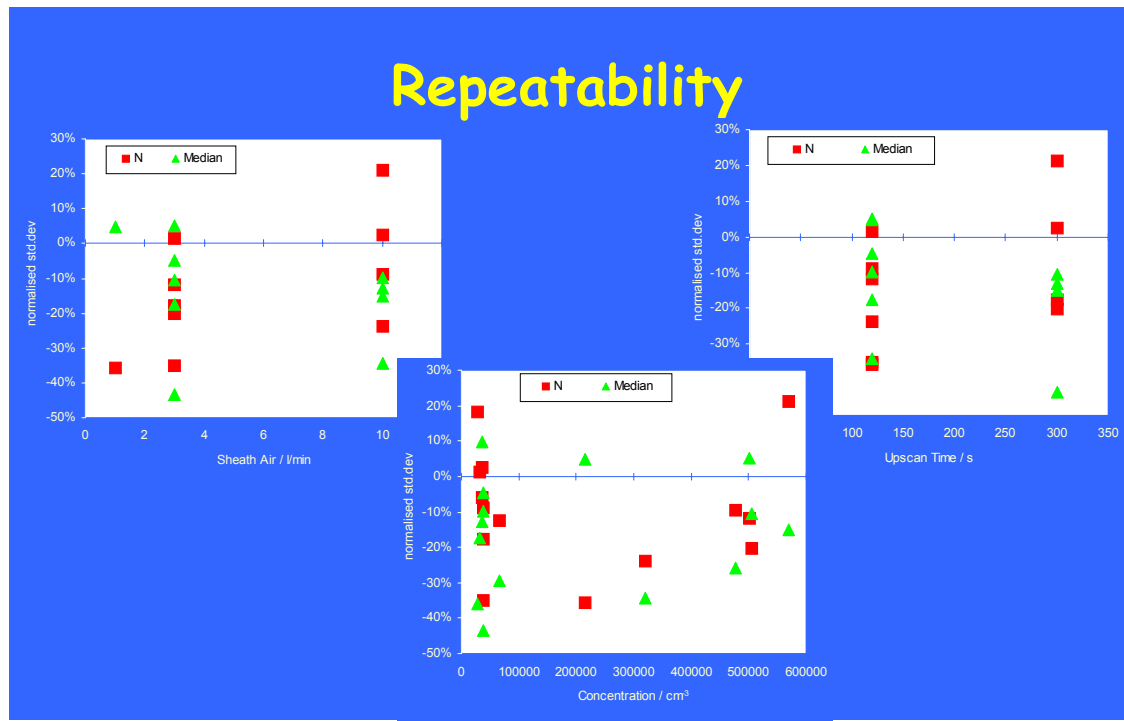 Repeatability
30%
20%
10%
0%
-10%
-20%
-30%
-40%
-50%
normalised std.dev
N Median
0 2 4 6 8 10
Sheath Air / l/min
30%
20%
10%
0%
-10%
-20%
-30%
normalised std.dev
N Median
100 150 200 250 300 350
Upscan Time / s
30%
20%
10%
0%
-10%
-20%
-30%
-40%
-50%
normalised std.dev
N Median
0 100000 200000 300000 400000 500000 600000
Concentration / cm³